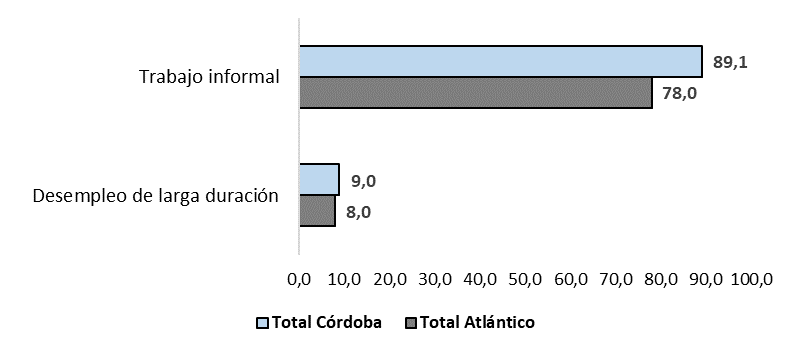 Trabajo informal
89,1
78,0
Desempleo de larga duración
9,0
8,0
0,0 10,0 20,0 30,0 40,0 50,0 60,0 70,0 80,0 90,0 100,0
Total Córdoba Total Atlántico